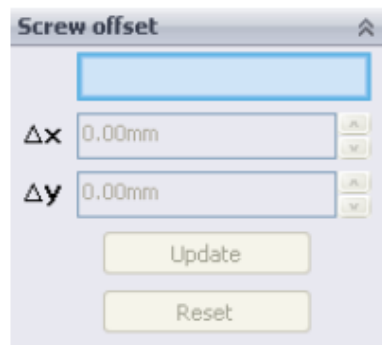 Screw offset
Δx 0.00mm
Δy 0.00mm
Update
Reset